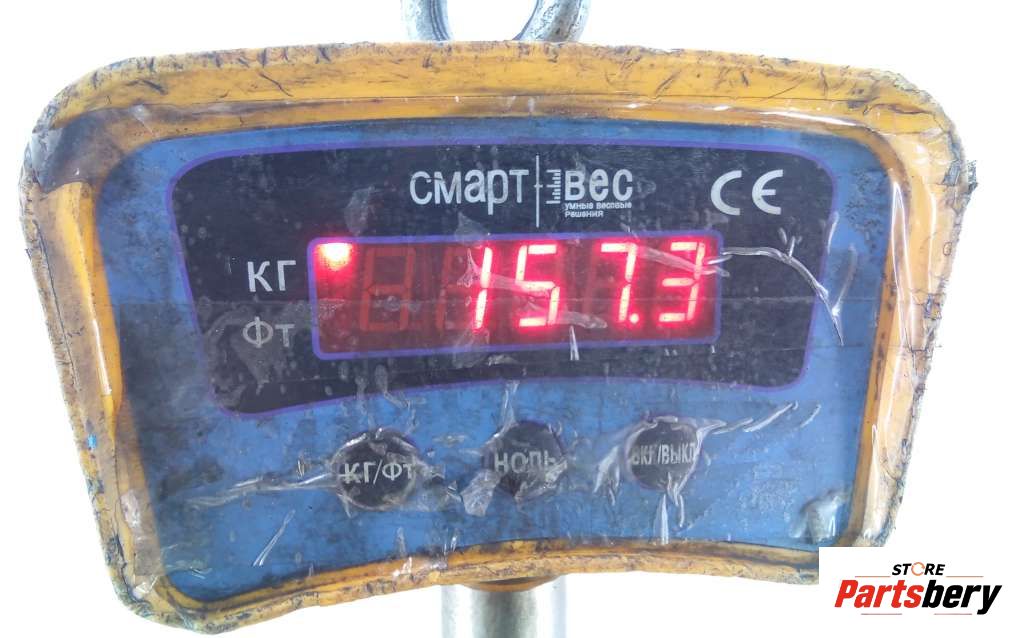 смарт вес
умные весовые
решения
CE
КГ
157.3
ФТ
КГ/ФТ
НОЛЬ
ВКЛ/ВЫКЛ
STORE
Partsbery